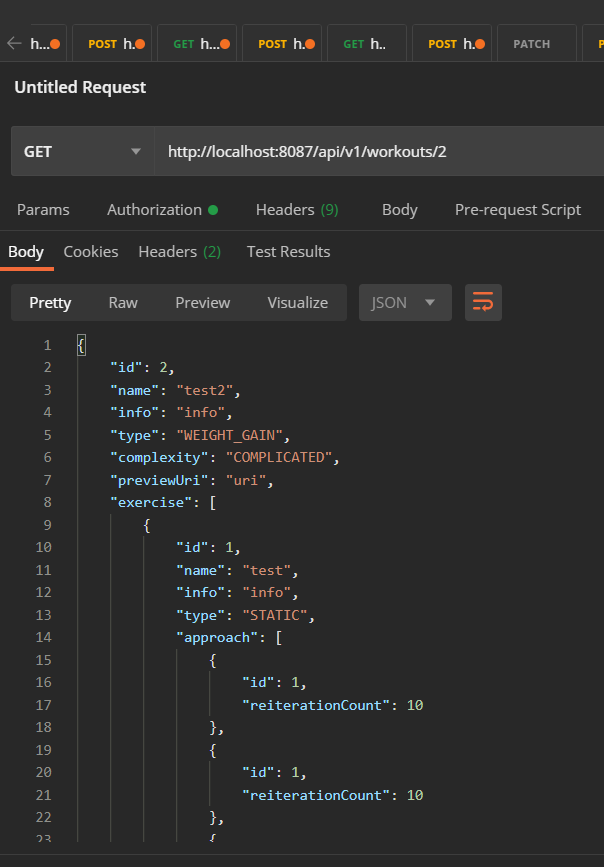 h... POST h. GET h... POST h. GET h.. POST h. PATCH
Untitled Request
GET http://localhost:8087/api/v1/workouts/2
Params Authorization Headers (9) Body Pre-request Script
Body Cookies Headers (2) Test Results
Pretty Raw Preview Visualize JSON
1 {
2 "id": 2,
3 "name": "test2",
4 "info": "info",
5 "type": "WEIGHT_GAIN",
6 "complexity": "COMPLICATED",
7 "previewUri": "uri",
8 "exercise": [
9 {
10 "id": 1,
11 "name": "test",
12 "info": "info",
13 "type": "STATIC",
14 "approach": [
15 {
16 "id": 1,
17 "reiterationCount": 10
18 },
19 {
20 "id": 1,
21 "reiterationCount": 10
22 },
23 {